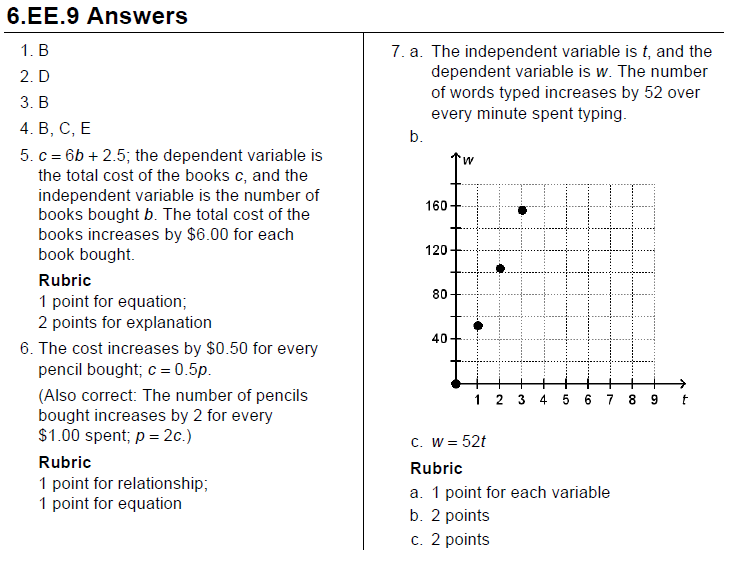 6.EE.9 Answers
1. B
2. D
3. B
4. B, C, E
5. c = 6b + 2.5; the dependent variable is
the total cost of the books c, and the
independent variable is the number of
books bought b. The total cost of the
books increases by $6.00 for each
book bought.
Rubric
1 point for equation;
2 points for explanation
6. The cost increases by $0.50 for every
pencil bought; c = 0.5p.
(Also correct: The number of pencils
bought increases by 2 for every
$1.00 spent; p = 2c.)
Rubric
1 point for relationship;
1 point for equation
7. a. The independent variable is t, and the
dependent variable is w. The number
of words typed increases by 52 over
every minute spent typing.
b.
w
160
120
80
40
1 2 3 4 5 6 7 8 9 t
c. w = 52t
Rubric
a. 1 point for each variable
b. 2 points
c. 2 points